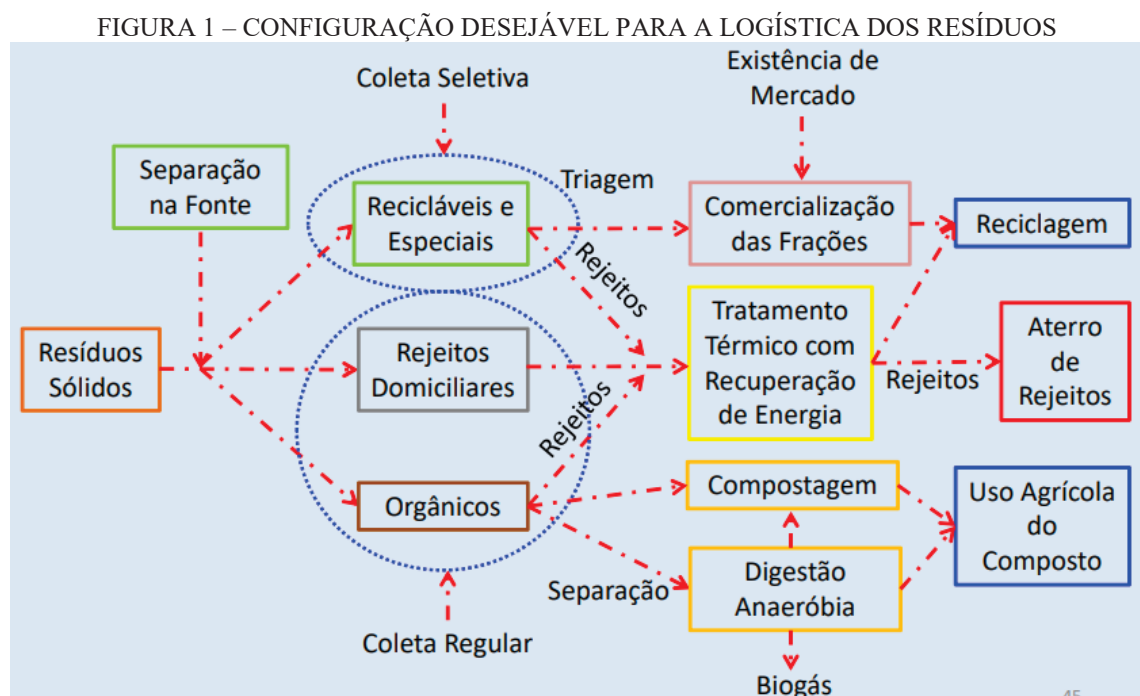 FIGURA 1 – CONFIGURAÇÃO DESEJÁVEL PARA A LOGÍSTICA DOS RESÍDUOS
Coleta Seletiva
Existência de
Mercado
Separação
na Fonte
Recicláveis e
Especiais
Triagem
Comercialização
das Frações
Reciclagem
Rejeitos
Resíduos
Sólidos
Rejeitos
Domiciliares
Tratamento
Térmico com
Recuperação
de Energia
Rejeitos
Aterro
de
Rejeitos
Rejeitos
Orgânicos
Compostagem
Uso Agrícola
do
Composto
Separação
Digestão
Anaeróbia
Coleta Regular
Biogás
45